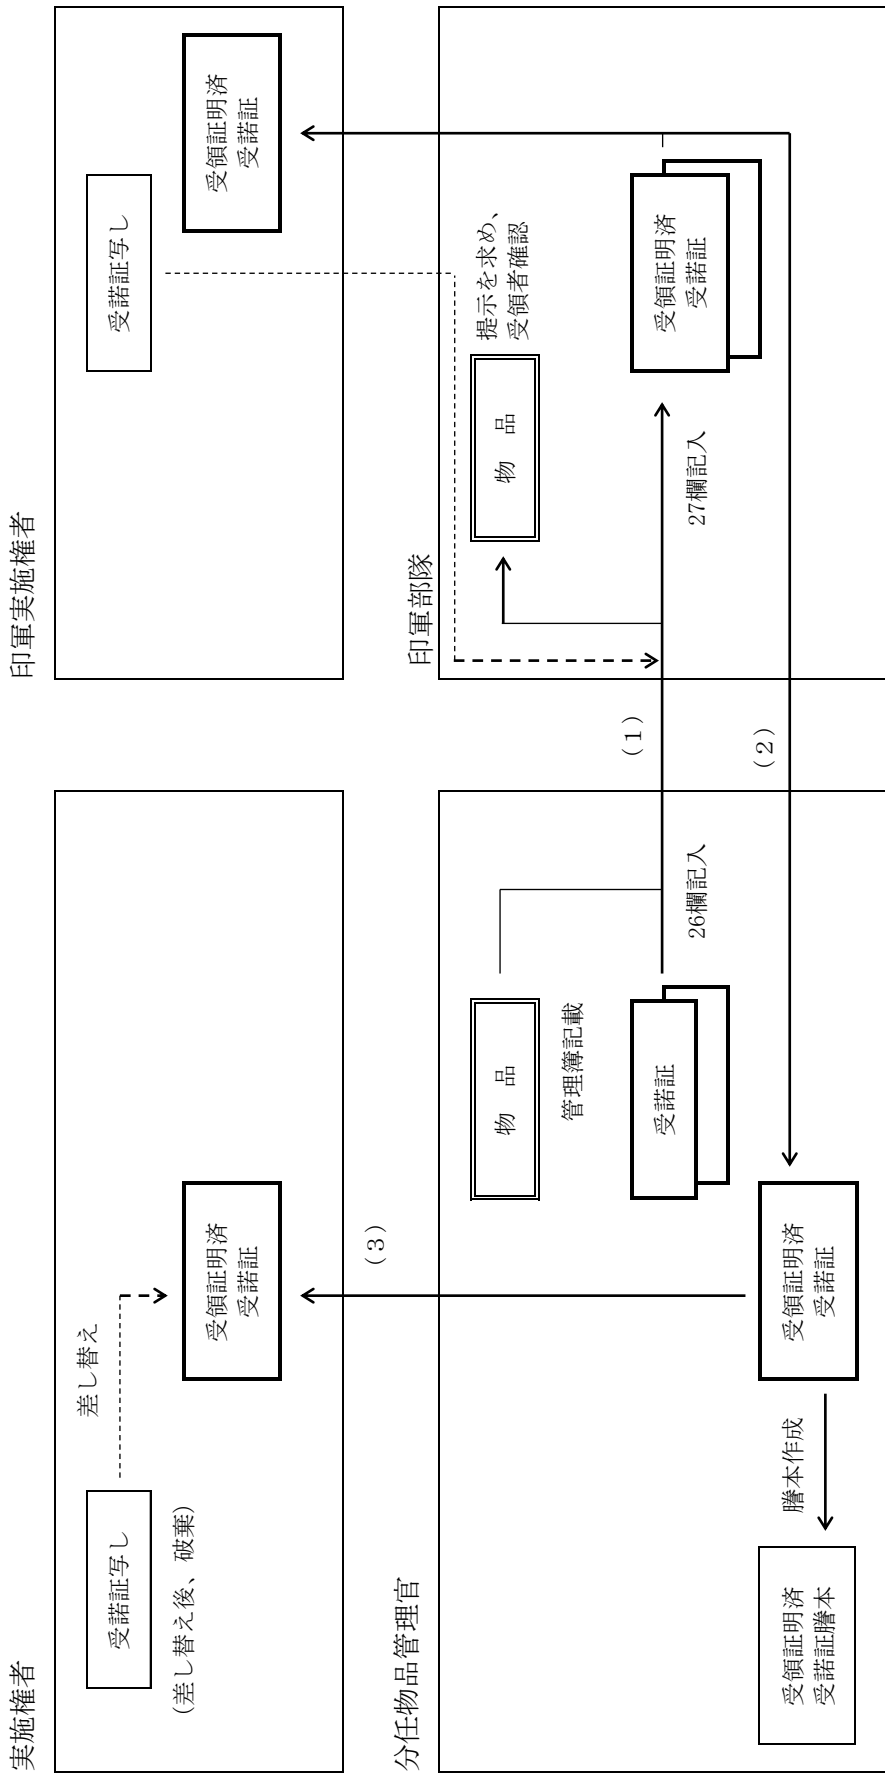 実施権者
受諾証写し
(差し替え後、破棄)
差し替え
受領証明済
受諾証
(3)
印軍実施権者
受諾証写し
受領証明済
受諾証
分任物品管理官
物　品
管理簿記載
受諾証
26欄記入
受領証明済
受諾証
謄本作成
受領証明済
受諾証謄本
(1)
(2)
印軍部隊
提示を求め、
受領者確認
物　品
27欄記入
受領証明済
受諾証